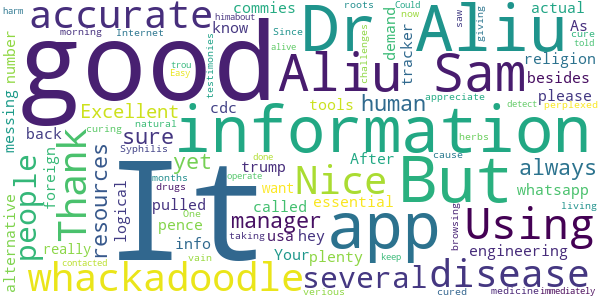 harm morning Internet himabout roots Could now saw giving commies demand actual told cure
good Dr Aliu
accurate know As
number trou Easy testimonies Since alive challenges tracker religion
messing Excellent cdc Aliu Sam besides please appreciate perplexed
back curing natural tools human detect
Syphilis sure yet After herbs
information
people Thank resources logical months drugs done operate Nice But always whatsapp
foreign trump want essential cause
alternative It pulled One called app Using
really pence manager living
info vain taking usa hey Your plenty browsing engineering
whackadoodle several disease
contacted verious keep cured medicine immediately